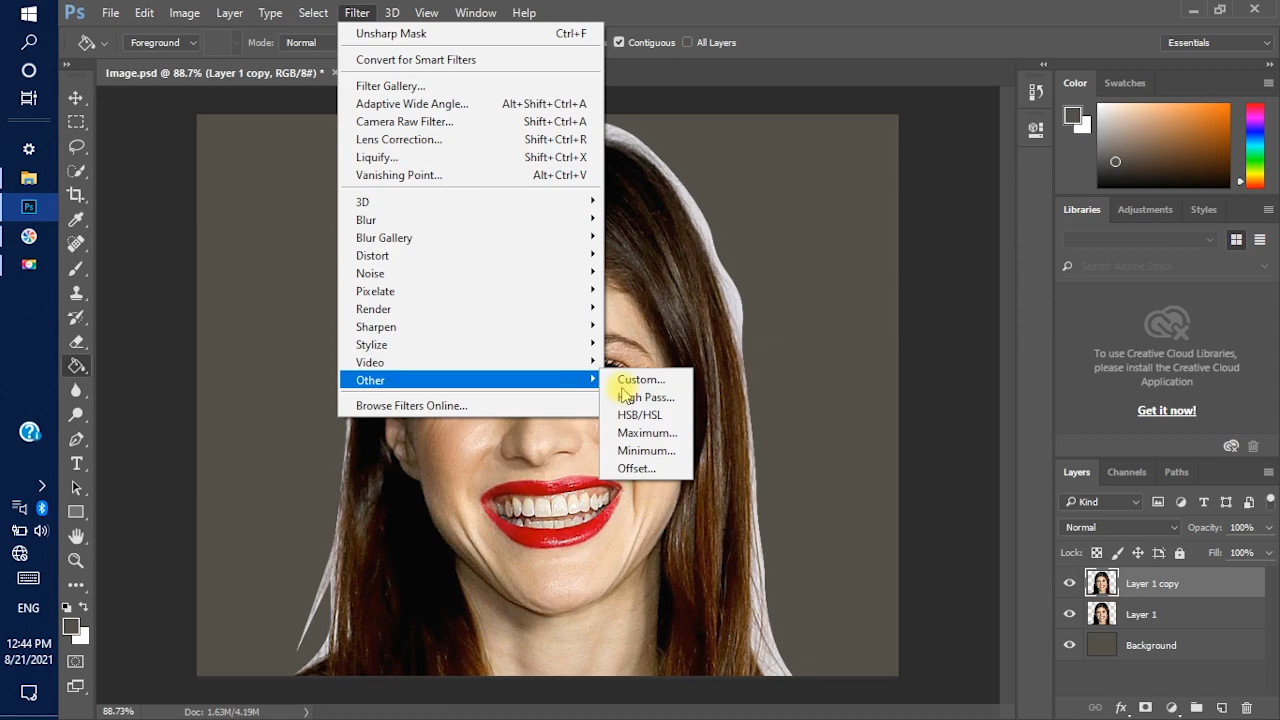 Ps File Edit Image Layer Type Select Filter 3D View Window Help
Foreground Mode: Normal Contiguous All Layers Essentials
Image.psd @ 88.7% (Layer 1 copy, RGB/8#) *
Unsharp Mask Ctrl+F
Convert for Smart Filters
Filter Gallery...
Adaptive Wide Angle... Alt+Shift+Ctrl+A
Camera Raw Filter... Shift+Ctrl+A
Lens Correction... Shift+Ctrl+R
Liquify... Shift+Ctrl+X
Vanishing Point... Alt+Ctrl+V
3D
Blur
Blur Gallery
Distort
Noise
Pixelate
Render
Sharpen
Stylize
Video
Other
Browse Filters Online...
Custom...
High Pass...
HSB/HSL
Maximum...
Minimum...
Offset...
Color Swatches
Libraries Adjustments Styles
Search Adobe Stock
To use Creative Cloud Libraries,
please install the Creative Cloud
Application
Get it now!
Layers Channels Paths
Kind
Normal Opacity: 100%
Locks: Fill: 100%
Layer 1 copy
Layer 1
Background
Ps
ENG
12:44 PM
8/21/2021
88.73% Doc: 1.63M/4.19M